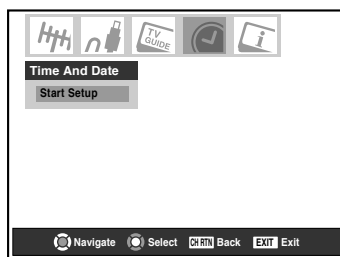 TV GUIDE
i
Time And Date
Start Setup
Navigate Select CH RTN Back EXIT Exit